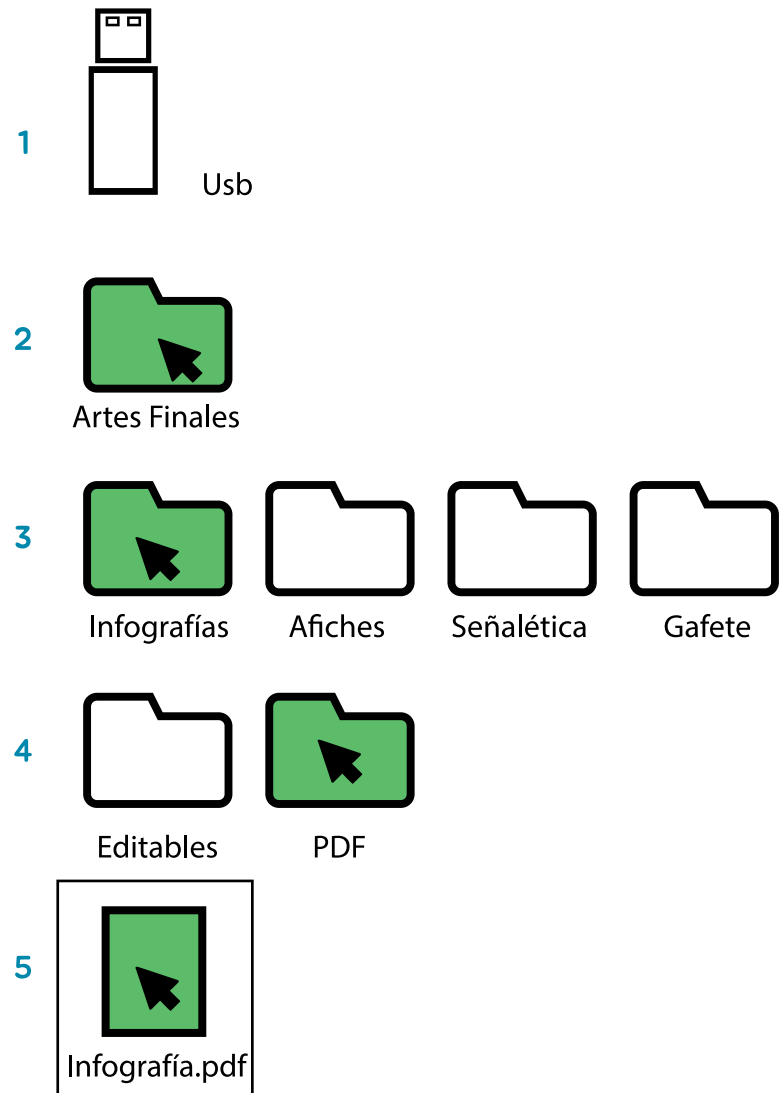 1
Usb
2
Artes Finales
3
Infografías Afiches Señalética Gafete
4
Editables PDF
5
Infografía.pdf